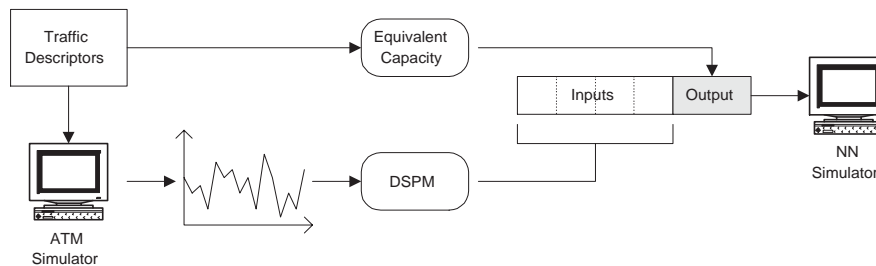 Traffic
Descriptors
Equivalent
Capacity
Inputs
Output
NN
Simulator
DSPM
ATM
Simulator